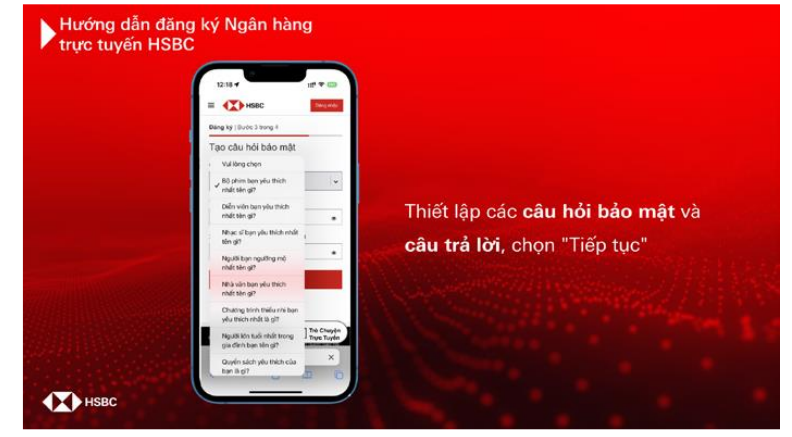 Hướng dẫn đăng ký Ngân hàng
trực tuyến HSBC
12:18
HSBC
Đăng nhập
Đăng ký | Bước 3 trong 4
Tạo câu hỏi bảo mật
Vui lòng chọn
✓ Bộ phim bạn yêu thích
nhất tên gì?
Diễn viên bạn yêu thích
nhất tên gì?
Nhạc sĩ bạn yêu thích nhất
tên gì?
Người bạn ngưỡng mộ
nhất tên gì?
Nhà văn bạn yêu thích
nhất tên gì?
Chương trình thiếu nhi bạn
yêu thích nhất là gì?
Người lớn tuổi nhất trong
gia đình bạn tên gì?
Quyển sách yêu thích của
bạn là gì?
Trò Chuyện
Trực Tuyến
Thiết lập các câu hỏi bảo mật và
câu trả lời, chọn "Tiếp tục"
HSBC